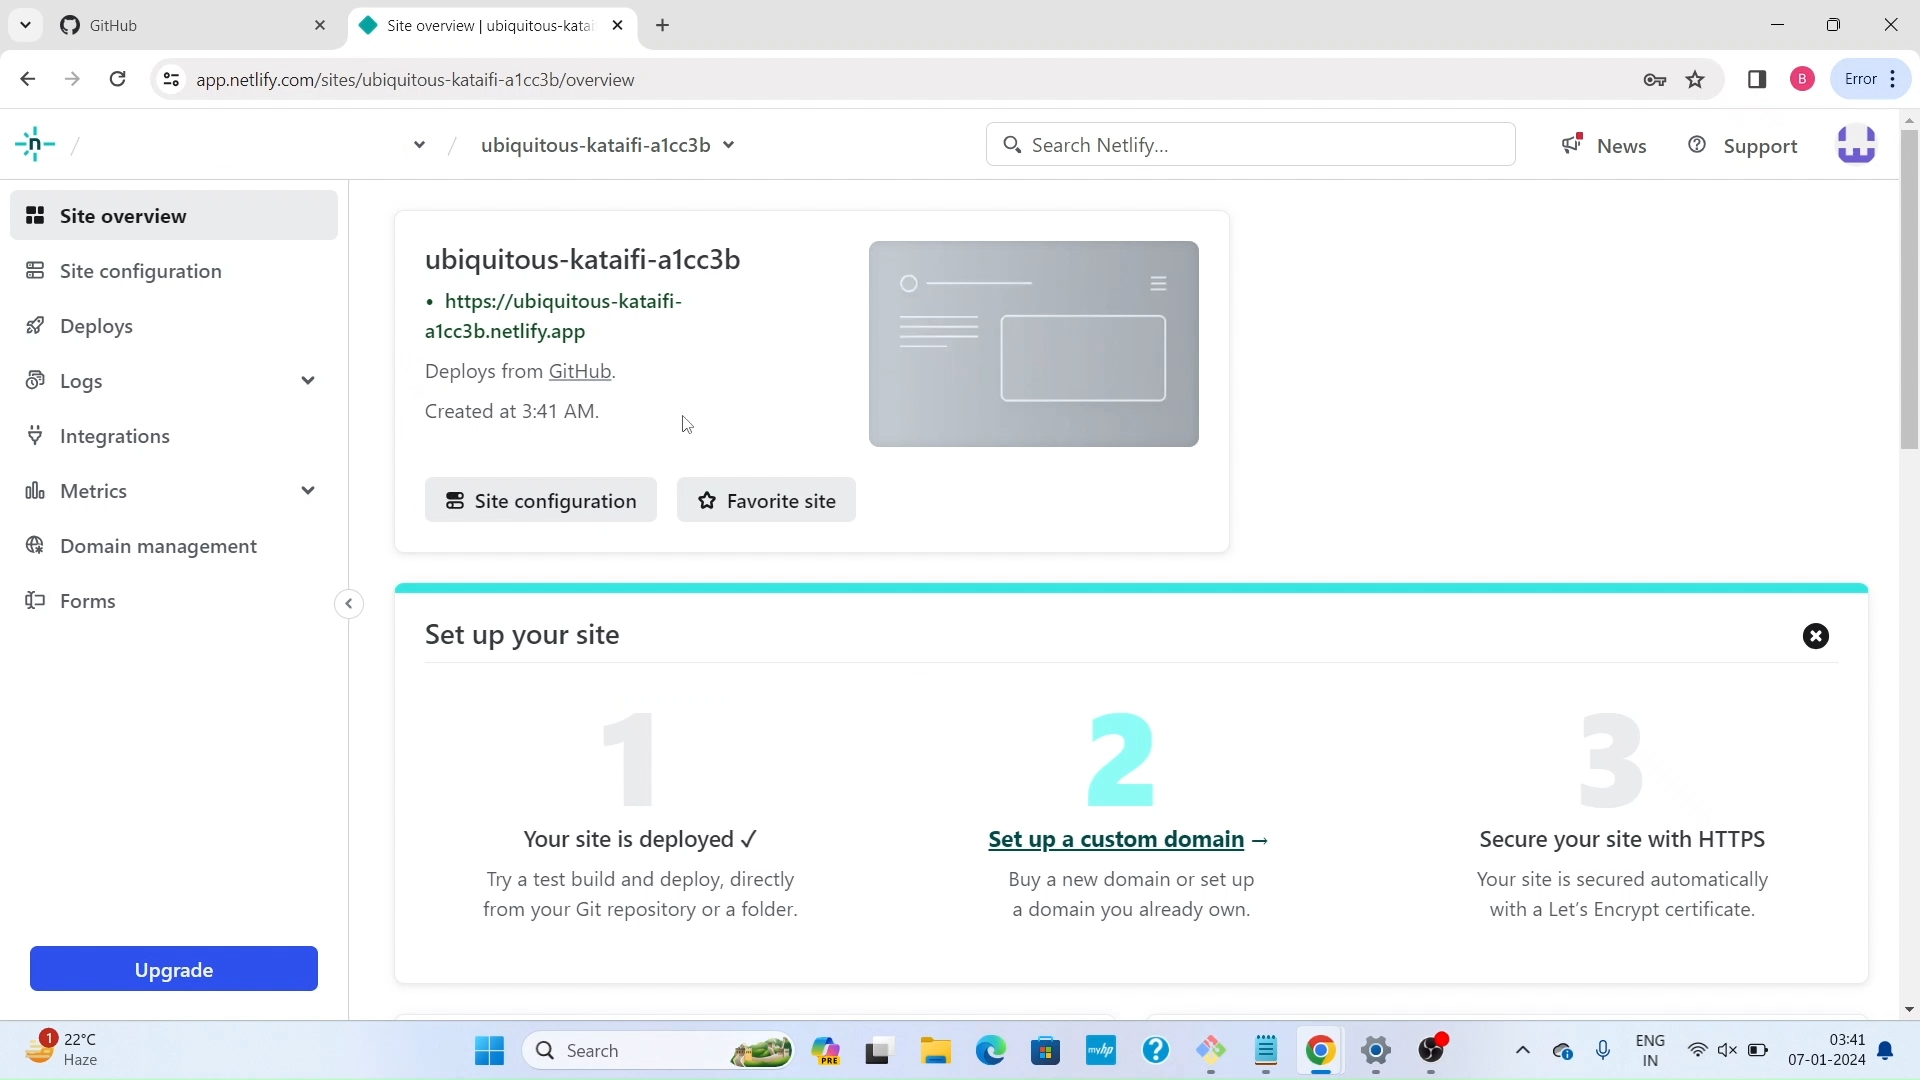 GitHub
Site overview | ubiquitous-katai
app.netlify.com/sites/ubiquitous-kataifi-a1cc3b/overview
B
Error
n
/
/ ubiquitous-kataifi-a1cc3b
Search Netlify...
News
Support
Site overview
Site configuration
Deploys
Logs
Integrations
Metrics
Domain management
Forms
Upgrade
ubiquitous-kataifi-a1cc3b
• https://ubiquitous-kataifi-
a1cc3b.netlify.app
Deploys from GitHub.
Created at 3:41 AM.
Site configuration
Favorite site
Set up your site
1
Your site is deployed ✓
Try a test build and deploy, directly
from your Git repository or a folder.
2
Set up a custom domain →
Buy a new domain or set up
a domain you already own.
3
Secure your site with HTTPS
Your site is secured automatically
with a Let's Encrypt certificate.
1
22°C
Haze
Search
PRE
myhp
ENG
IN
03:41
07-01-2024